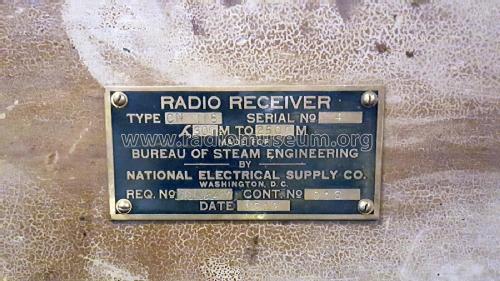 RADIO RECEIVER
TYPE SERIAL No 4
λ M TO M
www.radiomuseum.org
MADE FOR
BUREAU OF STEAM ENGINEERING
BY
NATIONAL ELECTRICAL SUPPLY CO.
WASHINGTON, D.C.
REQ. No CONT. No
DATE